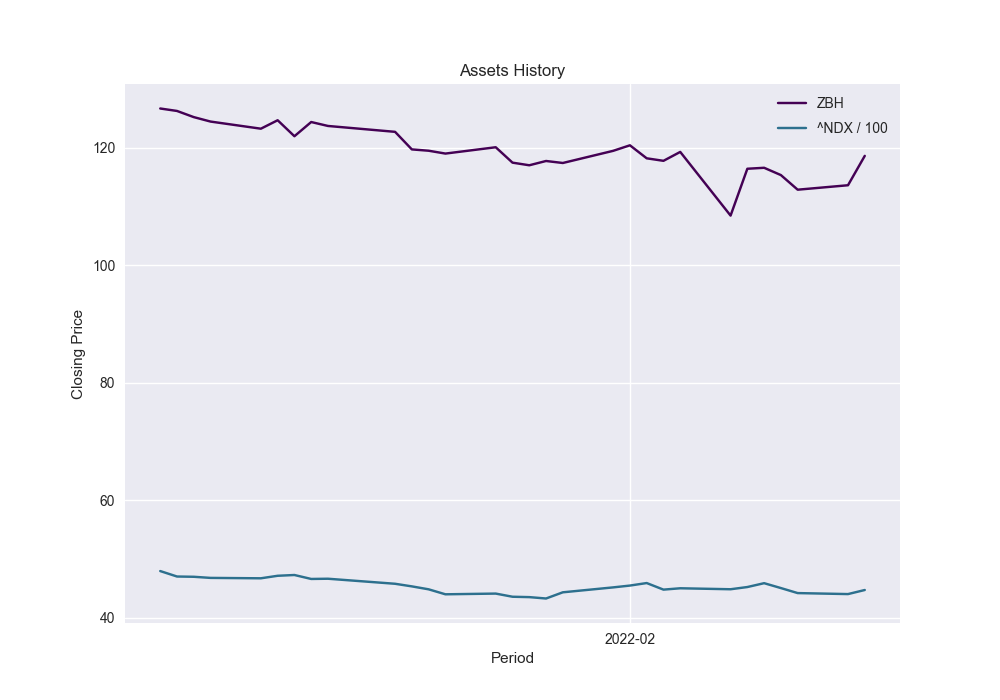 Assets History
ZBH
^NDX / 100
120
100
80
60
40
Closing Price
2022-02
Period